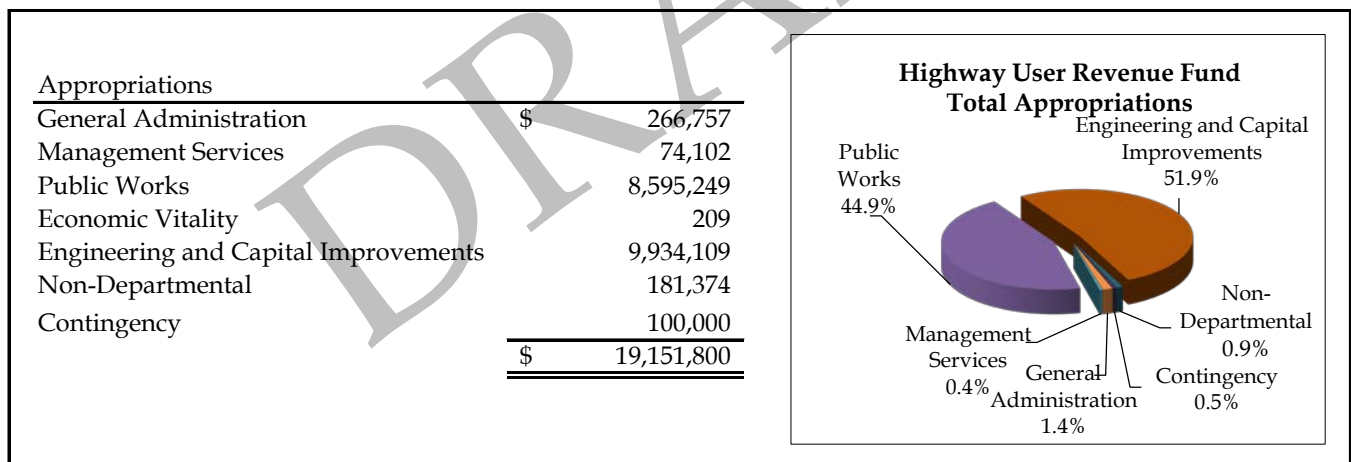 Appropriations
General Administration $ 266,757
Management Services 74,102
Public Works 8,595,249
Economic Vitality 209
Engineering and Capital Improvements 9,934,109
Non-Departmental 181,374
Contingency 100,000
$ 19,151,800
Highway User Revenue Fund
Total Appropriations
Engineering and Capital
Improvements
51.9%
Public
Works
44.9%
Non-
Departmental
0.9%
Management
Services
0.4%
General
Administration
1.4%
Contingency
0.5%
DRA